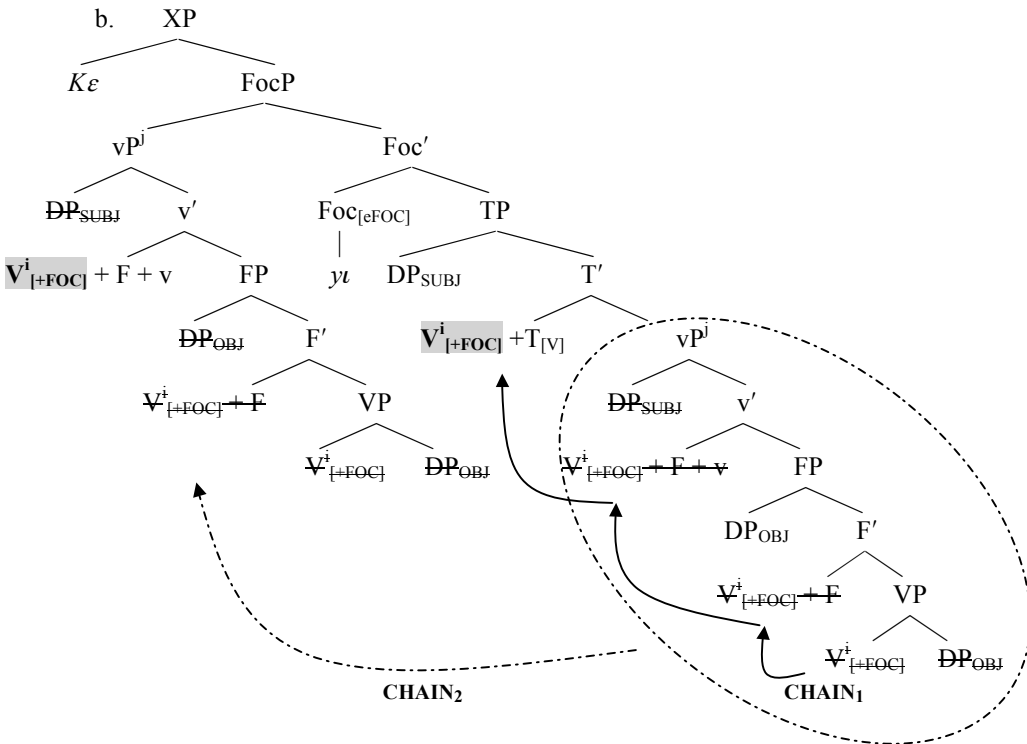 b. XP
Kε FocP
vPʲ Foc′
DP_SUBJ v′ Foc_[eFOC] TP
Vⁱ_[+FOC] + F + v FP yɩ DP_SUBJ T′
DP_OBJ F′ Vⁱ_[+FOC] +T_[V] vPʲ
Vⁱ_[+FOC] + F VP DP_SUBJ v′
Vⁱ_[+FOC] DP_OBJ Vⁱ_[+FOC] + F + v FP
DP_OBJ F′
Vⁱ_[+FOC] + F VP
Vⁱ_[+FOC] DP_OBJ
CHAIN₂ CHAIN₁